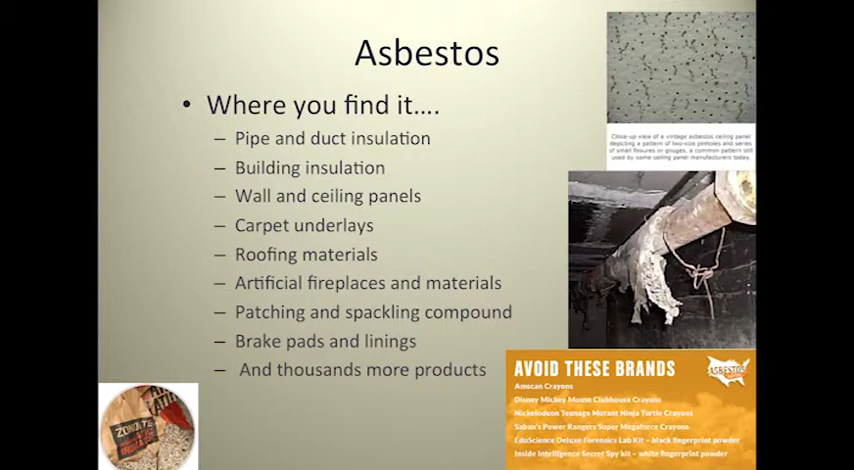 Asbestos
• Where you find it....
– Pipe and duct insulation
– Building insulation
– Wall and ceiling panels
– Carpet underlays
– Roofing materials
– Artificial fireplaces and materials
– Patching and spackling compound
– Brake pads and linings
– And thousands more products
Close-up view of a vintage asbestos ceiling panel
depicting a pattern of two-size pinholes and series
of small fissures or gouges, a common pattern still
used by some ceiling panel manufacturers today.
AVOID THESE BRANDS
ASBESTOS
Amscan Crayons
Disney Mickey Mouse Clubhouse Crayons
Nickelodeon Teenage Mutant Ninja Turtle Crayons
Saban's Power Rangers Super Megaforce Crayons
EduScience Deluxe Forensics Lab Kit – black fingerprint powder
Inside Intelligence Secret Spy kit – white fingerprint powder